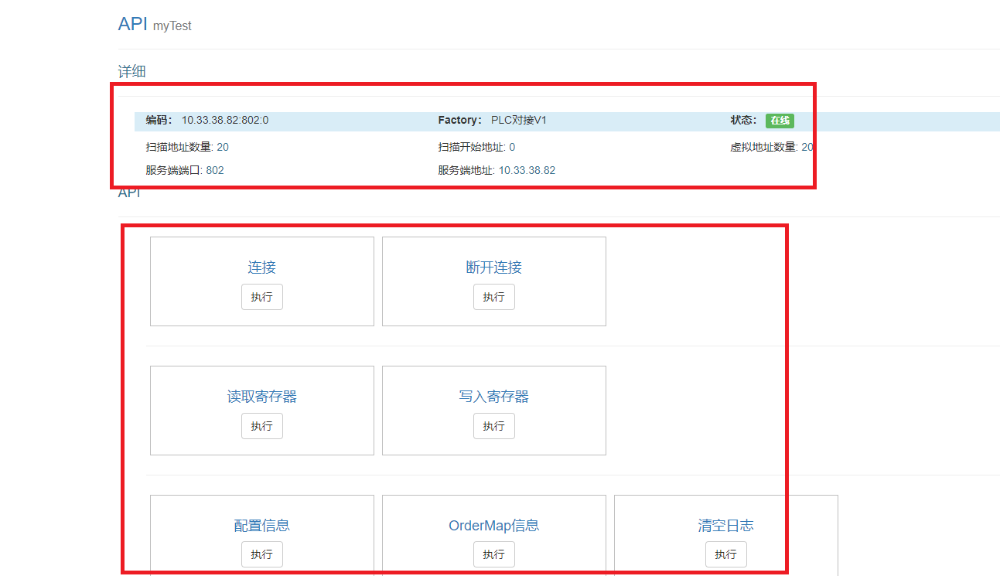 API myTest
详细
编码: 10.33.38.82:802:0 Factory: PLC对接V1 状态: 在线
扫描地址数量: 20 扫描开始地址: 0 虚拟地址数量: 20
服务端端口: 802 服务端地址: 10.33.38.82
API
连接 断开连接
执行 执行
读取寄存器 写入寄存器
执行 执行
配置信息 OrderMap信息 清空日志
执行 执行 执行